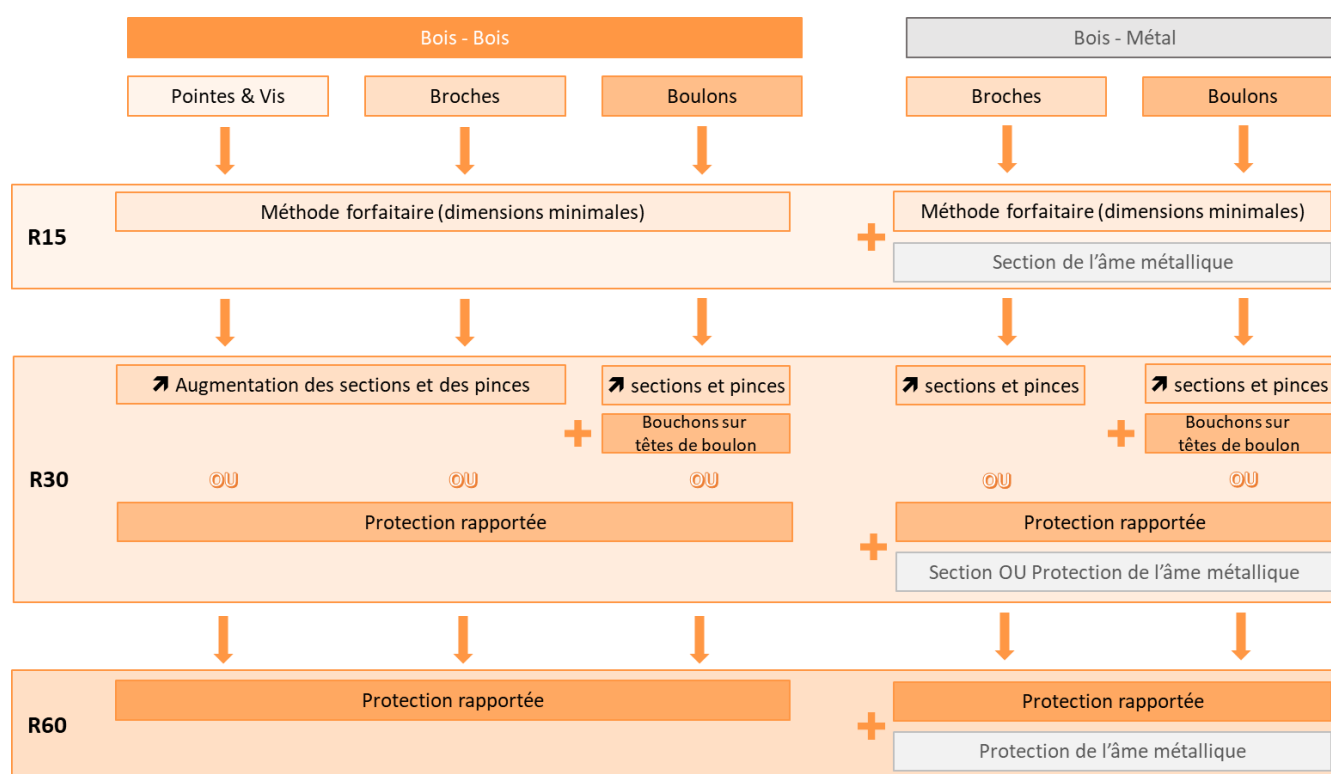 Bois - Bois
Bois - Métal
Pointes & Vis
Broches
Boulons
Broches
Boulons
R15
Méthode forfaitaire (dimensions minimales)
Méthode forfaitaire (dimensions minimales)
Section de l'âme métallique
R30
Augmentation des sections et des pinces
sections et pinces
sections et pinces
sections et pinces
Bouchons sur
têtes de boulon
Bouchons sur
têtes de boulon
OU
OU
OU
OU
OU
Protection rapportée
Protection rapportée
Section OU Protection de l'âme métallique
R60
Protection rapportée
Protection rapportée
Protection de l'âme métallique